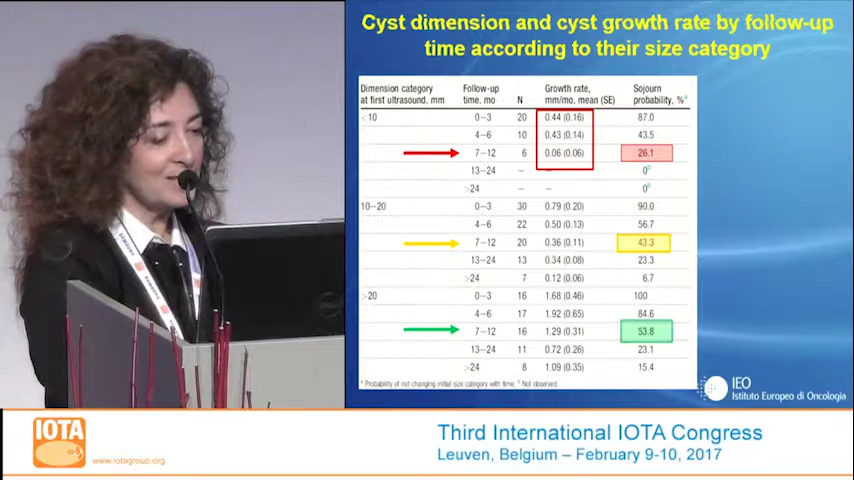 Cyst dimension and cyst growth rate by follow-up
time according to their size category
Dimension category Follow-up Growth rate, Sojourn
at first ultrasound, mm time, mo N mm/mo, mean (SE) probability, %ᵃ
<10 0–3 20 0.44 (0.16) 87.0
4–6 10 0.43 (0.14) 43.5
7–12 6 0.06 (0.06) 26.1
13–24 – – 0ᵇ
>24 – – 0ᵇ
10–20 0–3 30 0.79 (0.20) 90.0
4–6 22 0.50 (0.13) 56.7
7–12 20 0.36 (0.11) 43.3
13–24 13 0.34 (0.08) 23.3
>24 7 0.12 (0.06) 6.7
>20 0–3 16 1.68 (0.46) 100
4–6 17 1.92 (0.65) 84.6
7–12 16 1.29 (0.31) 53.8
13–24 11 0.72 (0.26) 23.1
>24 8 1.09 (0.35) 15.4
ᵃ Probability of not changing initial size category with time; ᵇ Not observed.
IEO
Istituto Europeo di Oncologia
SAMSUNG
IOTA
www.iotagroup.org
Third International IOTA Congress
Leuven, Belgium – February 9-10, 2017